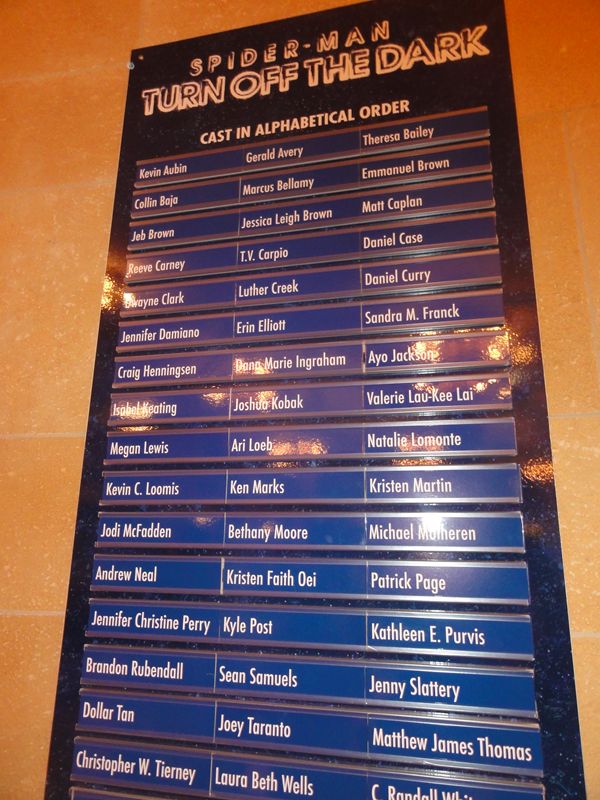 SPIDER-MAN
TURN OFF THE DARK
CAST IN ALPHABETICAL ORDER
Kevin Aubin Gerald Avery Theresa Bailey
Collin Baja Marcus Bellamy Emmanuel Brown
Jeb Brown Jessica Leigh Brown Matt Caplan
Reeve Carney T.V. Carpio Daniel Case
Dwayne Clark Luther Creek Daniel Curry
Jennifer Damiano Erin Elliott Sandra M. Franck
Craig Henningsen Dana Marie Ingraham Ayo Jackson
Isabel Keating Joshua Kobak Valerie Lau-Kee Lai
Megan Lewis Ari Loeb Natalie Lomonte
Kevin C. Loomis Ken Marks Kristen Martin
Jodi McFadden Bethany Moore Michael Mulheren
Andrew Neal Kristen Faith Oei Patrick Page
Jennifer Christine Perry Kyle Post Kathleen E. Purvis
Brandon Rubendall Sean Samuels Jenny Slattery
Dollar Tan Joey Taranto Matthew James Thomas
Christopher W. Tierney Laura Beth Wells C. Randall